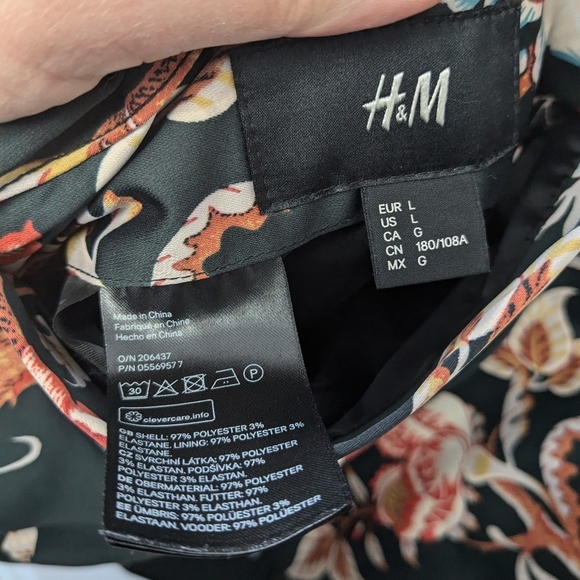 H&M
EUR L
US L
CA G
CN 180/108A
MX G
Made in China
Fabriqué en Chine
Hecho en China
O/N 206437
P/N 05569577
30
P
clevercare.info
GB SHELL: 97% POLYESTER 3%
ELASTANE. LINING: 97% POLYESTER 3%
ELASTANE.
CZ SVRCHNÍ LÁTKA: 97% POLYESTER
3% ELASTAN. PODŠÍVKA: 97%
POLYESTER 3% ELASTAN.
DE OBERMATERIAL: 97% POLYESTER
3% ELASTHAN. FUTTER: 97%
POLYESTER 3% ELASTHAN.
EE ÜMBRIS: 97% POLÜESTER 3%
ELASTAAN. VOODER: 97% POLÜESTER